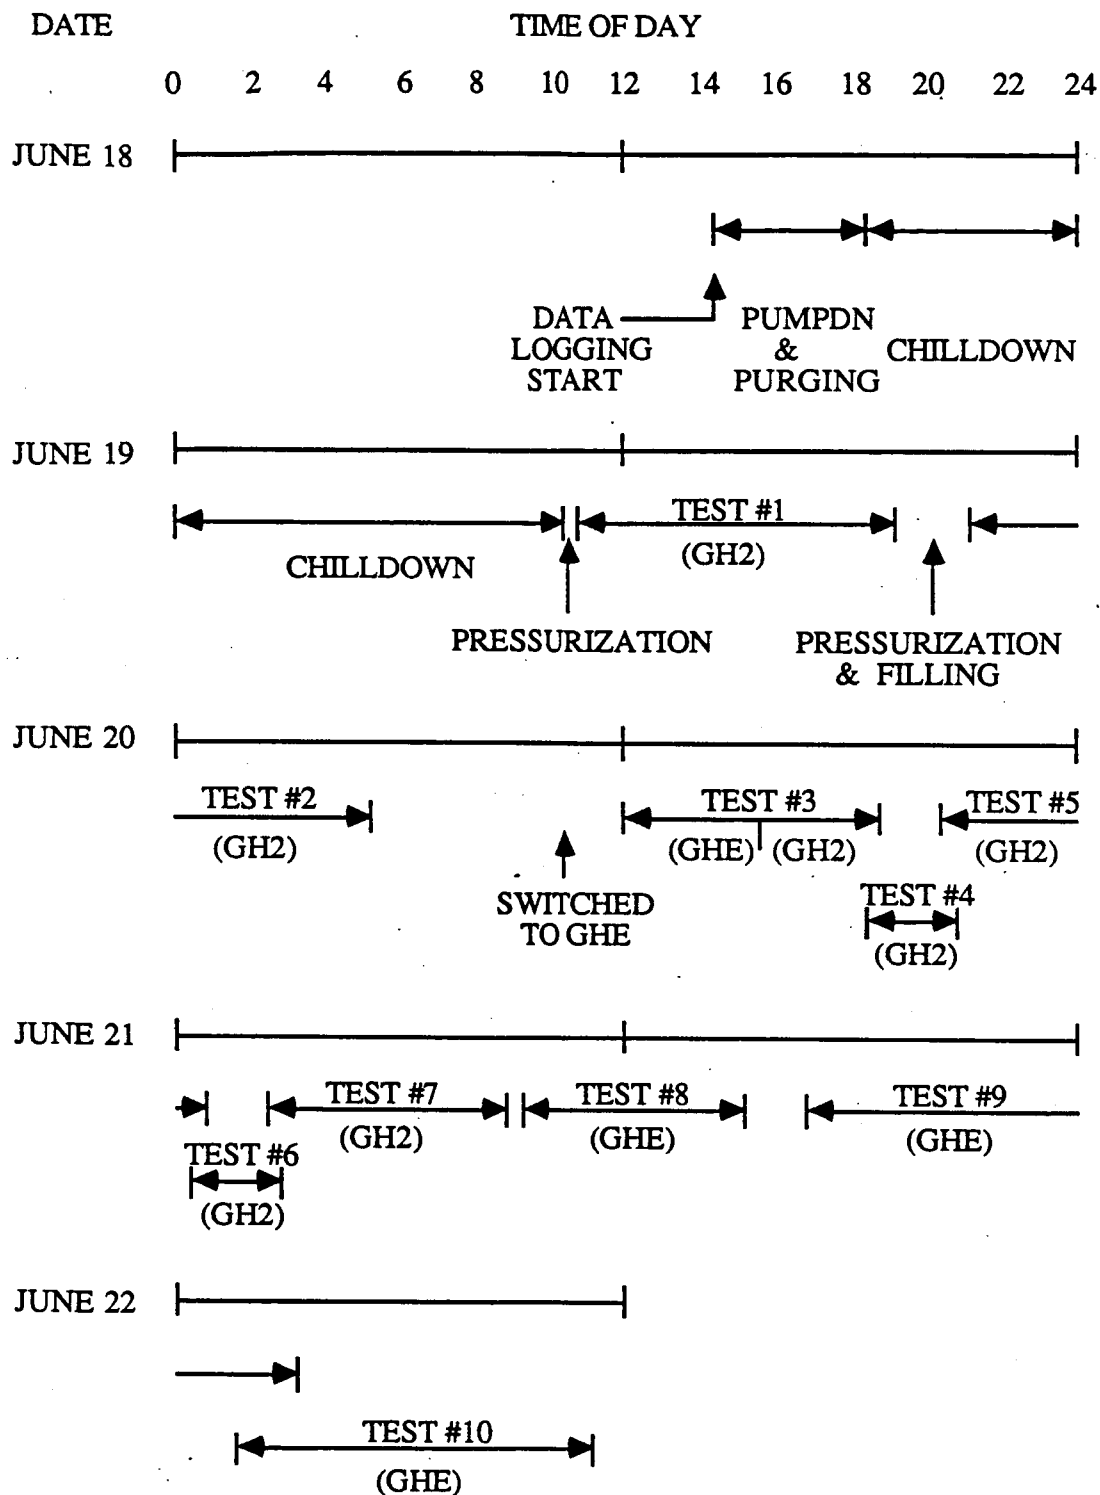 DATE TIME OF DAY
0 2 4 6 8 10 12 14 16 18 20 22 24
JUNE 18
DATA
LOGGING
START
PUMPDN
&
PURGING
CHILLDOWN
JUNE 19
TEST #1
(GH2)
CHILLDOWN
PRESSURIZATION
PRESSURIZATION
& FILLING
JUNE 20
TEST #2
(GH2)
TEST #3
(GHE) (GH2)
TEST #5
(GH2)
SWITCHED
TO GHE
TEST #4
(GH2)
JUNE 21
TEST #7
(GH2)
TEST #8
(GHE)
TEST #9
(GHE)
TEST #6
(GH2)
JUNE 22
TEST #10
(GHE)